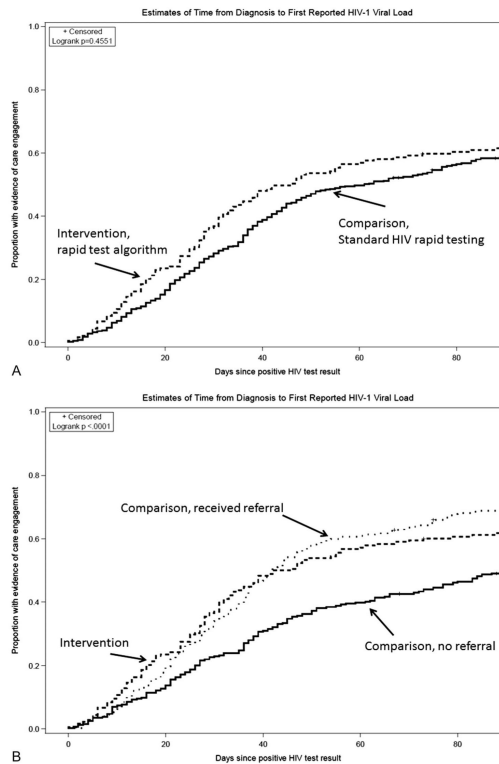 Estimates of Time from Diagnosis to First Reported HIV-1 Viral Load
+ Censored
Logrank p=0.4551
1.0
0.8
0.6
0.4
0.2
0.0
Proportion with evidence of care engagement
Intervention,
rapid test algorithm
Comparison,
Standard HIV rapid testing
0 20 40 60 80
Days since positive HIV test result
A
Estimates of Time from Diagnosis to First Reported HIV-1 Viral Load
+ Censored
Logrank p <.0001
1.0
0.8
0.6
0.4
0.2
0.0
Proportion with evidence of care engagement
Comparison, received referral
Intervention
Comparison, no referral
0 20 40 60 80
Days since positive HIV test result
B